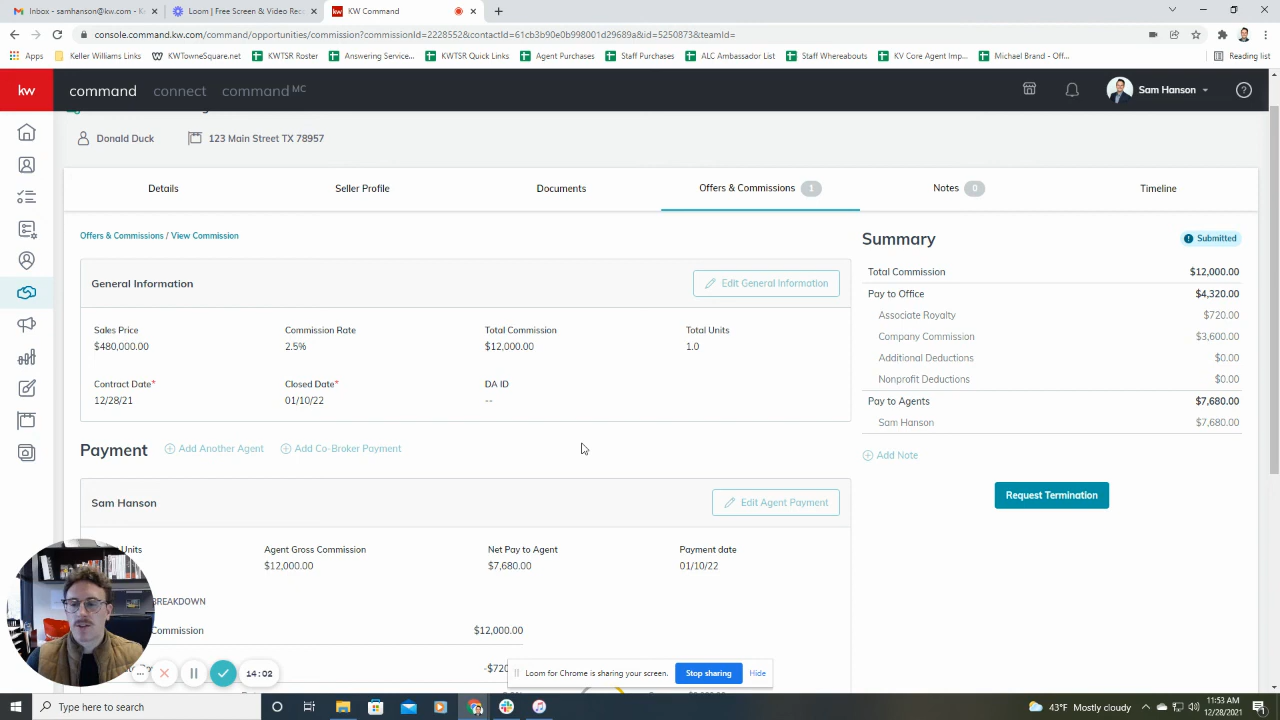 Inbox - samhanson@kw.com - K
Loom | Free Screen & Video Rec
KW Command
console.command.kw.com/command/opportunities/commission?commissionId=2228552&contactId=61cb3b90e0b998001d29689a&id=5250873&teamId=
Apps Keller Williams Links KWTowneSquare.net KWTSR Roster Answering Service... KWTSR Quick Links Agent Purchases Staff Purchases ALC Ambassador List Staff Whereabouts KV Core Agent Imp... Michael Brand - Off... Reading list
kw command connect command MC Sam Hanson
Donald Duck 123 Main Street TX 78957
Details Seller Profile Documents Offers & Commissions 1 Notes 0 Timeline
Offers & Commissions / View Commission
General Information Edit General Information
Sales Price Commission Rate Total Commission Total Units
$480,000.00 2.5% $12,000.00 1.0
Contract Date* Closed Date* DA ID
12/28/21 01/10/22 --
Payment Add Another Agent Add Co-Broker Payment
Sam Hanson Edit Agent Payment
Units Agent Gross Commission Net Pay to Agent Payment date
$12,000.00 $7,680.00 01/10/22
BREAKDOWN
Commission $12,000.00
-$720
Summary Submitted
Total Commission $12,000.00
Pay to Office $4,320.00
Associate Royalty $720.00
Company Commission $3,600.00
Additional Deductions $0.00
Nonprofit Deductions $0.00
Pay to Agents $7,680.00
Sam Hanson $7,680.00
Add Note
Request Termination
14:02
Loom for Chrome is sharing your screen. Stop sharing Hide
Type here to search
43°F Mostly cloudy
11:53 AM
12/28/2021